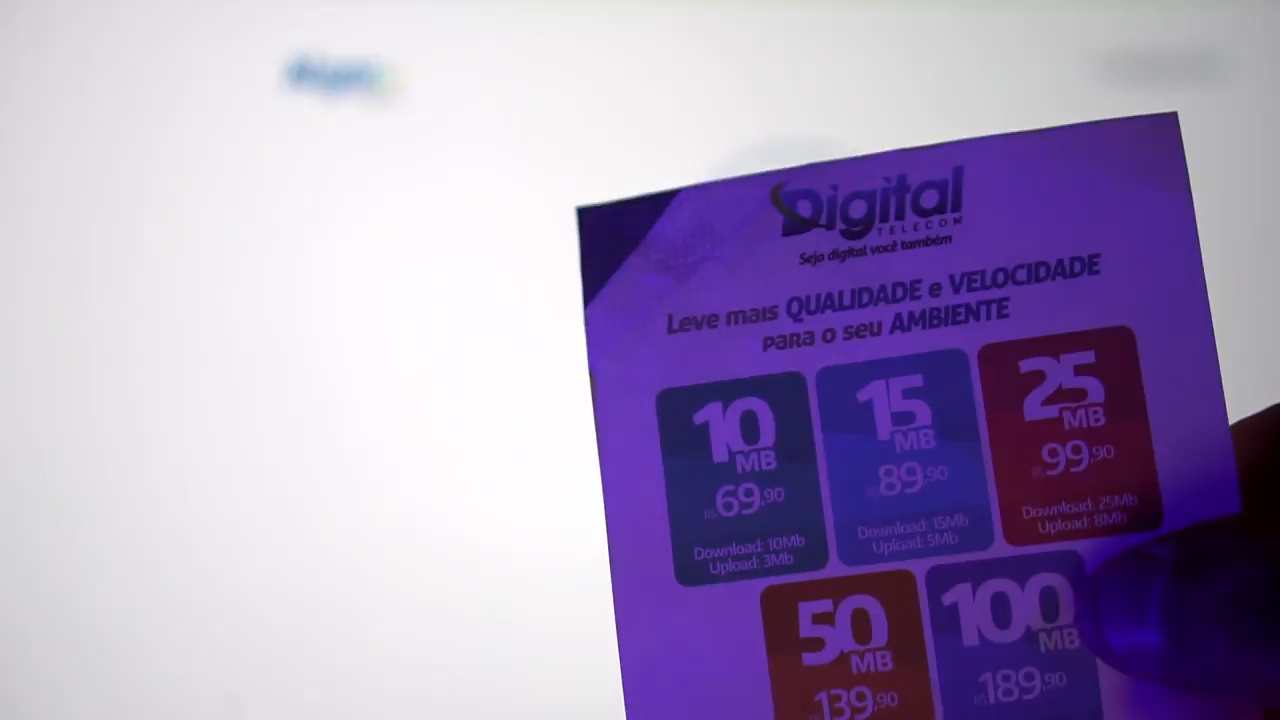 Digital
TELECOM
Seja digital você também
Leve mais QUALIDADE e VELOCIDADE
para o seu AMBIENTE
10
MB
R$69,90
Download: 10Mb
Upload: 3Mb
15
MB
R$89,90
Download: 15Mb
Upload: 5Mb
25
MB
R$99,90
Download: 25Mb
Upload: 8Mb
50
MB
139,90
100
MB
R$189,90